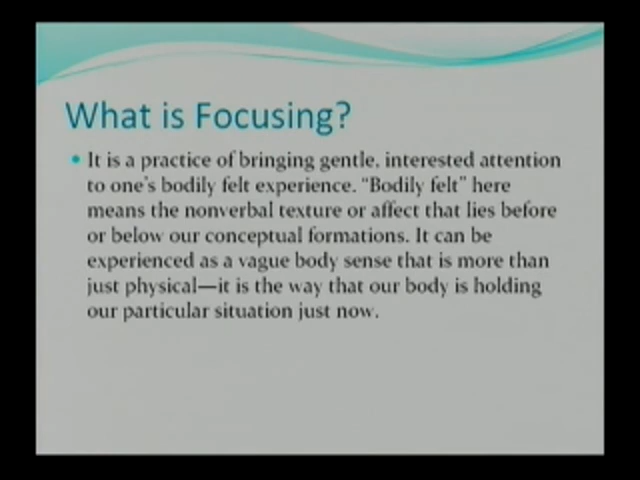 What is Focusing?
• It is a practice of bringing gentle, interested attention
to one's bodily felt experience. "Bodily felt" here
means the nonverbal texture or affect that lies before
or below our conceptual formations. It can be
experienced as a vague body sense that is more than
just physical—it is the way that our body is holding
our particular situation just now.